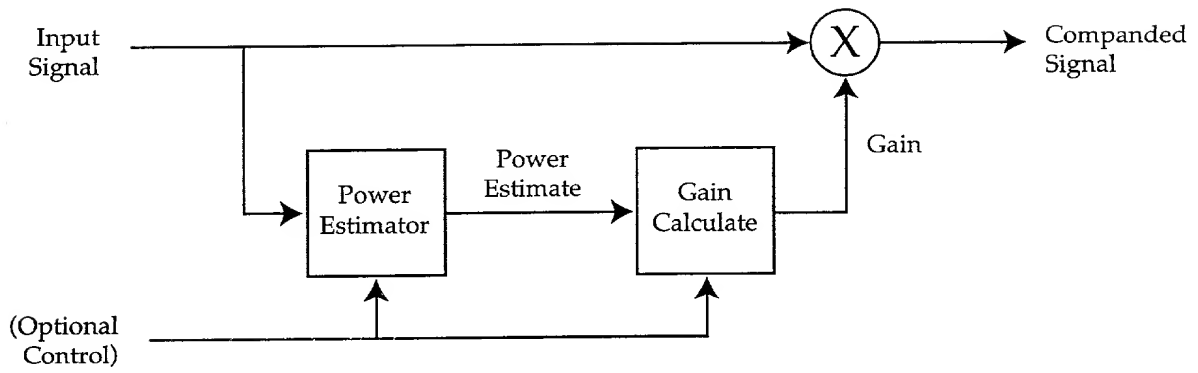 Input
Signal
X
Companded
Signal
Gain
Power
Estimate
Power
Estimator
Gain
Calculate
(Optional
Control)